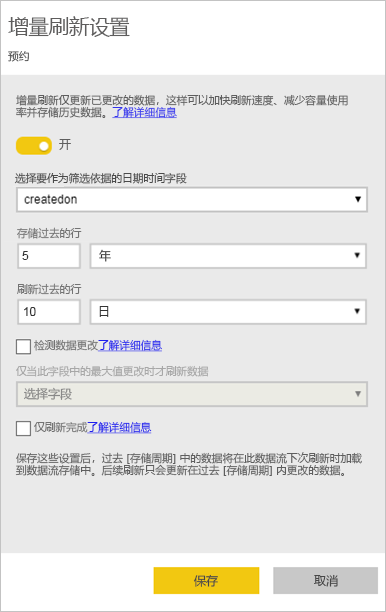 增量刷新设置
预约
增量刷新仅更新已更改的数据，这样可以加快刷新速度、减少容量使用
率并存储历史数据。了解详细信息
开
选择要作为筛选依据的日期时间字段
createdon
存储过去的行
5 年
刷新过去的行
10 日
检测数据更改了解详细信息
仅当此字段中的最大值更改时才刷新数据
选择字段
仅刷新完成了解详细信息
保存这些设置后，过去 [存储周期] 中的数据将在此数据流下次刷新时加载
到数据流存储中。后续刷新只会更新在过去 [存储周期] 内更改的数据。
保存 取消